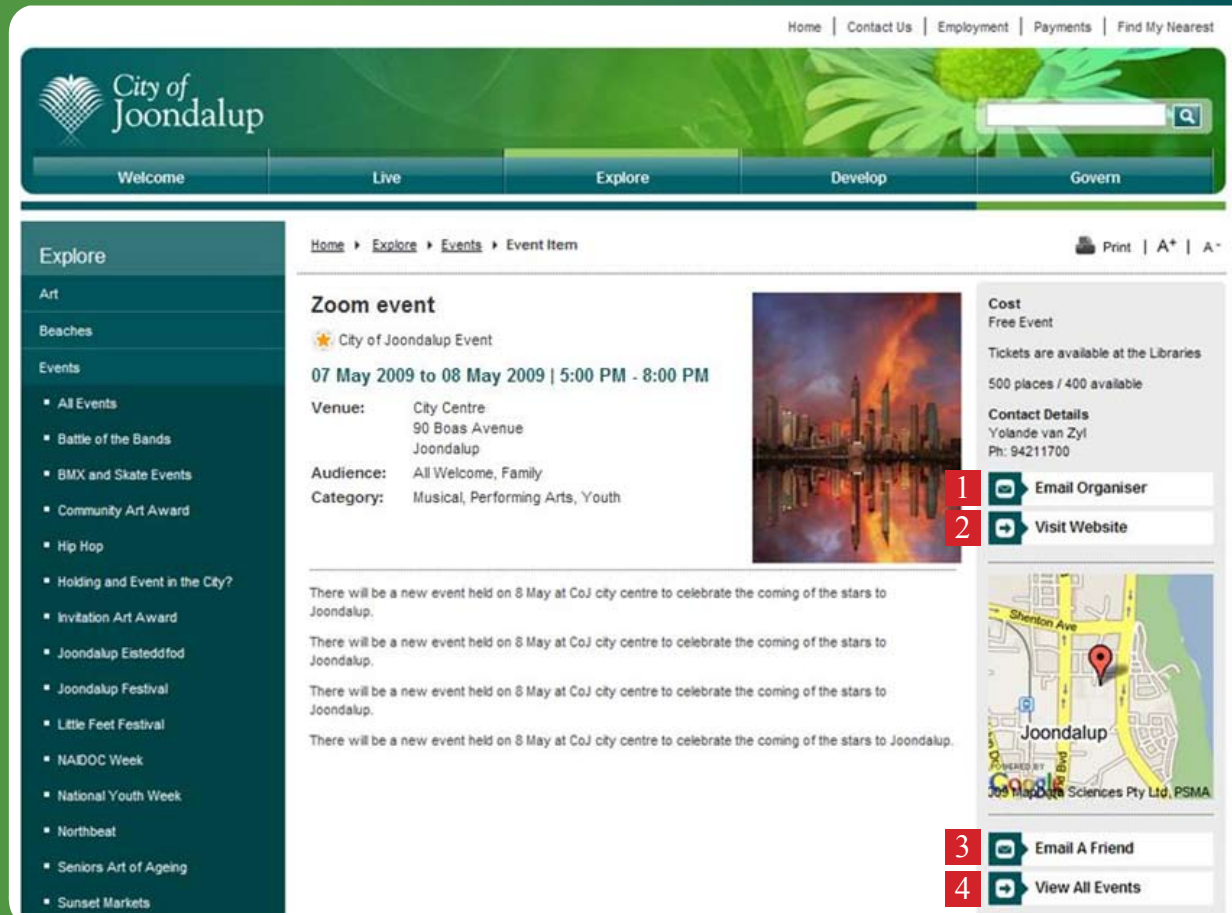 Home | Contact Us | Employment | Payments | Find My Nearest
City of
Joondalup
Welcome
Live
Explore
Develop
Govern
Explore
Art
Beaches
Events
All Events
Battle of the Bands
BMX and Skate Events
Community Art Award
Hip Hop
Holding and Event in the City?
Invitation Art Award
Joondalup Eisteddfod
Joondalup Festival
Little Feet Festival
NAIDOC Week
National Youth Week
Northbeat
Seniors Art of Ageing
Sunset Markets
Home Explore Events Event Item
Print | A+ | A-
Zoom event
City of Joondalup Event
07 May 2009 to 08 May 2009 | 5:00 PM - 8:00 PM
Venue: City Centre
90 Boas Avenue
Joondalup
Audience: All Welcome, Family
Category: Musical, Performing Arts, Youth
There will be a new event held on 8 May at CoJ city centre to celebrate the coming of the stars to
Joondalup.
There will be a new event held on 8 May at CoJ city centre to celebrate the coming of the stars to
Joondalup.
There will be a new event held on 8 May at CoJ city centre to celebrate the coming of the stars to
Joondalup.
There will be a new event held on 8 May at CoJ city centre to celebrate the coming of the stars to Joondalup.
Cost
Free Event
Tickets are available at the Libraries
500 places / 400 available
Contact Details
Yolande van Zyl
Ph: 94211700
1 Email Organiser
2 Visit Website
Shenton Ave
Joondalup
POWERED BY
Google
Sciences Pty Ltd, PSMA
3 Email A Friend
4 View All Events